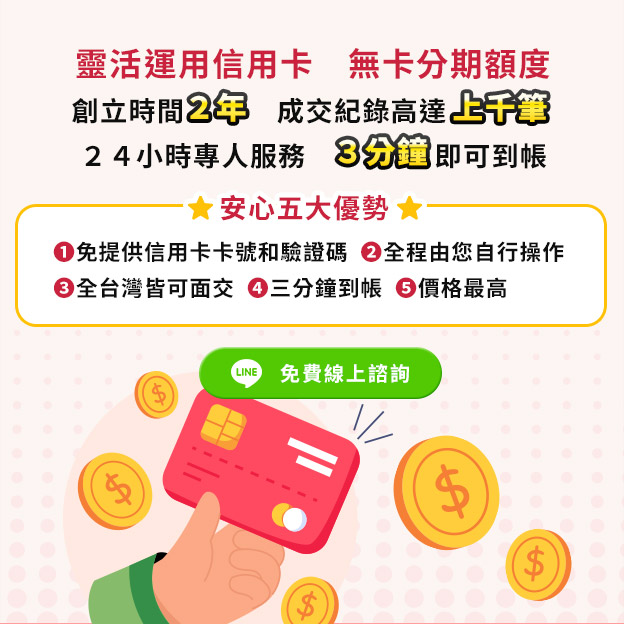 靈活運用信用卡　無卡分期額度
創立時間2年　成交紀錄高達上千筆
２４小時專人服務　3分鐘即可到帳
安心五大優勢
❶免提供信用卡卡號和驗證碼 ❷全程由您自行操作
❸全台灣皆可面交 ❹三分鐘到帳 ❺價格最高
LINE 免費線上諮詢